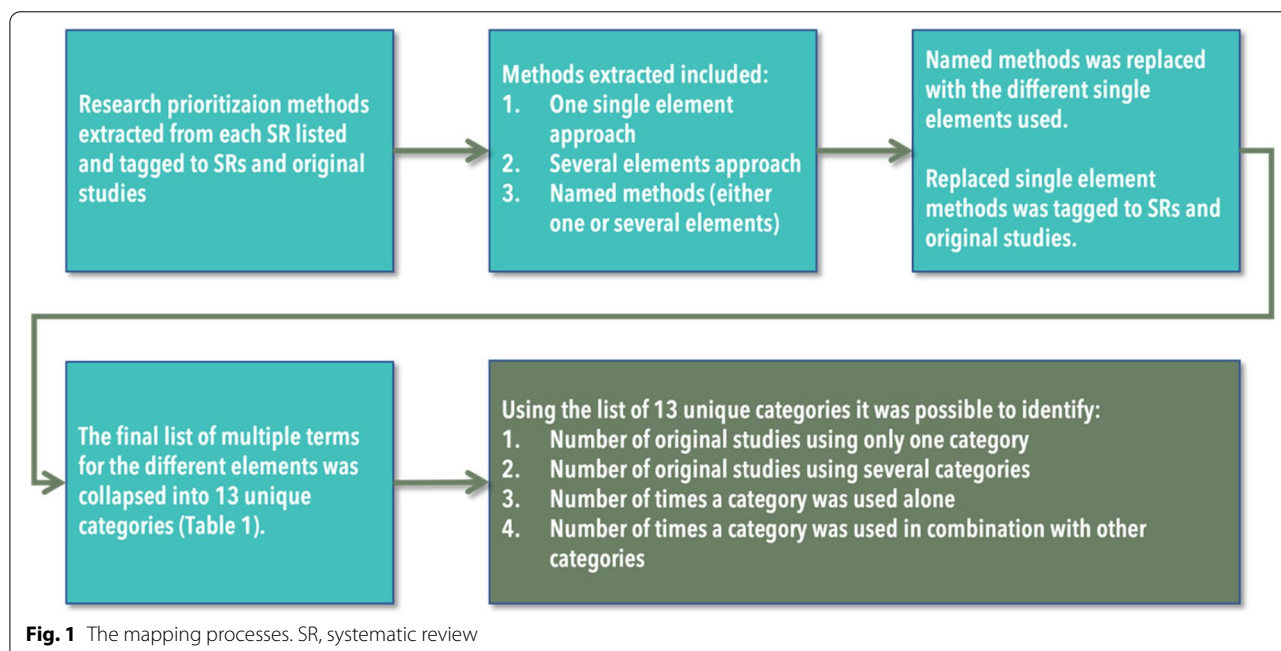 Research prioritizaion methods
extracted from each SR listed
and tagged to SRs and original
studies
Methods extracted included:
1. One single element
approach
2. Several elements approach
3. Named methods (either
one or several elements)
Named methods was replaced
with the different single
elements used.
Replaced single element
methods was tagged to SRs and
original studies.
The final list of multiple terms
for the different elements was
collapsed into 13 unique
categories (Table 1).
Using the list of 13 unique categories it was possible to identify:
1. Number of original studies using only one category
2. Number of original studies using several categories
3. Number of times a category was used alone
4. Number of times a category was used in combination with other
categories
Fig. 1 The mapping processes. SR, systematic review